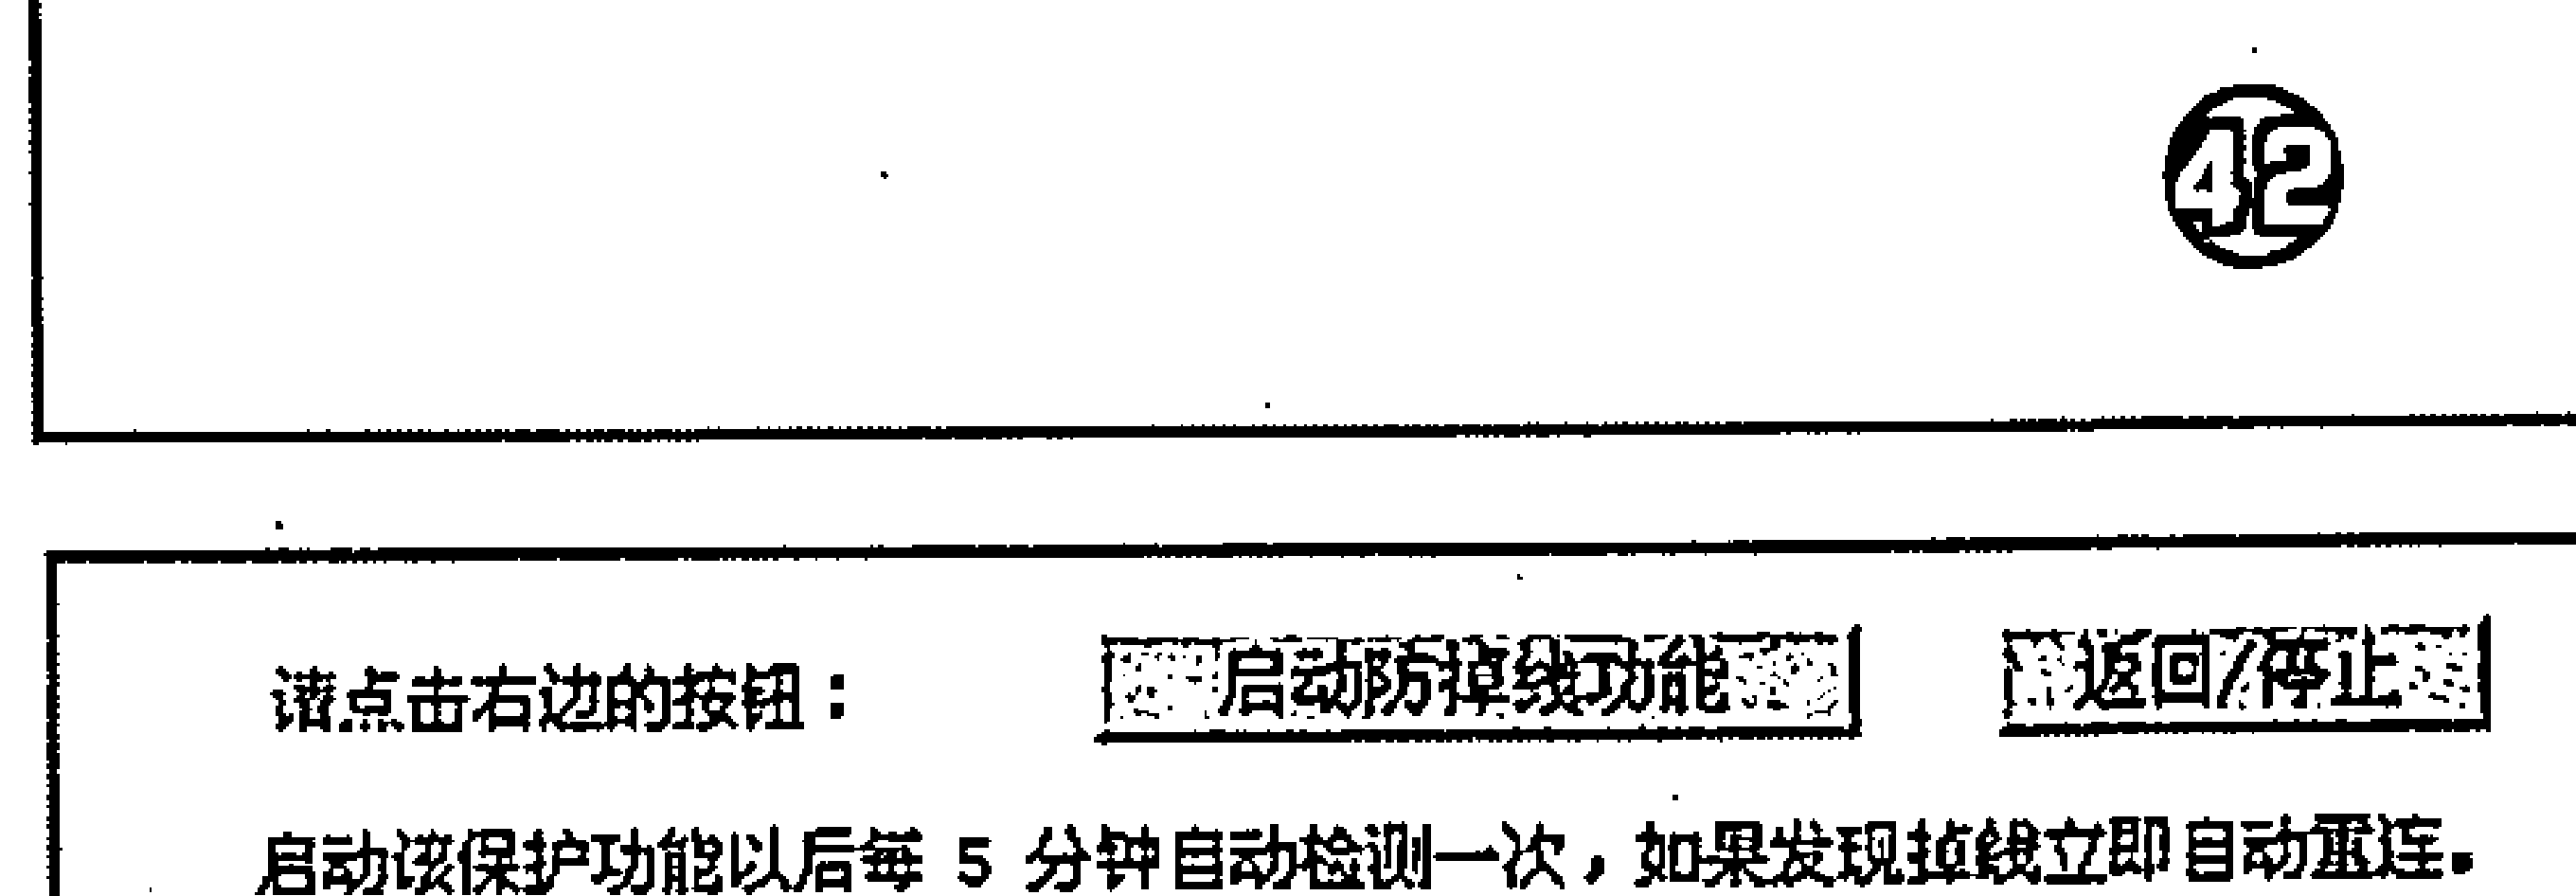 42
请点击右边的按钮： 启动防掉线功能 返回/停止
启动该保护功能以后每 5 分钟自动检测一次，如果发现掉线立即自动重连。